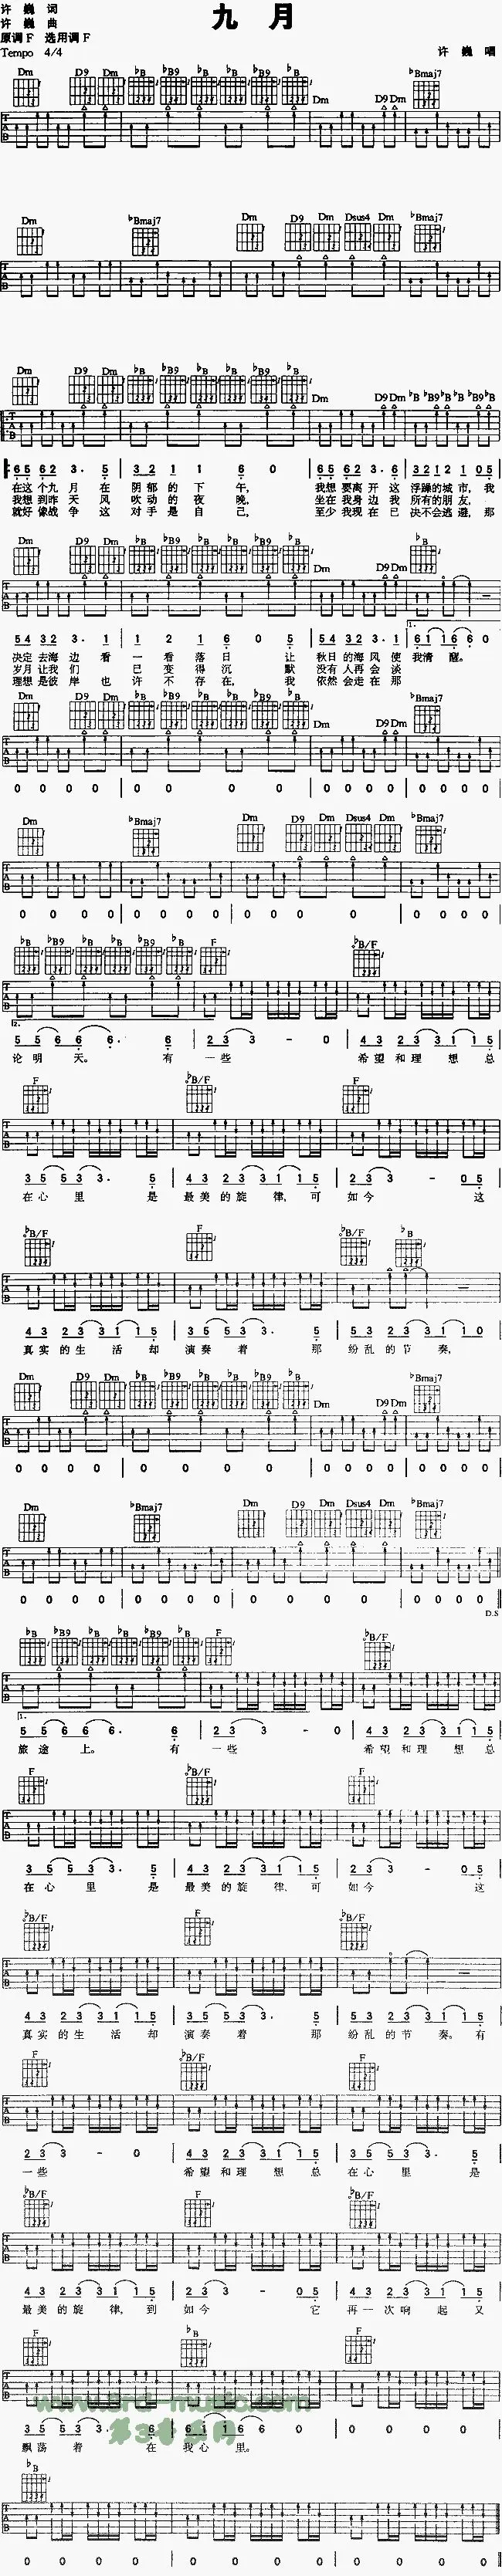 九 月
许 巍 词
许 巍 曲
原调 F 选用调 F
Tempo 4/4
许 巍 唱
Dm D9 Dm ♭B ♭B9 ♭B ♭B ♭B9 ♭B Dm D9 Dm ♭Bmaj7
Dm ♭Bmaj7 Dm D9 Dm Dsus4 Dm ♭Bmaj7
Dm D9 Dm ♭B ♭B9 ♭B ♭B ♭B9 ♭B Dm D9 Dm ♭B ♭B9 ♭B ♭B ♭B9 ♭B
6 5 6 2 3. 5 | 3 2 1 1 6 0 | 6 5 6 2 3. 6 | 3 2 1 2 1 0 5
在这个九 月 在 阴郁 的 下 午, 我想要离 开 这 浮躁的城市, 我
我想到昨 天 风 吹动 的 夜 晚, 坐在我身 边 我 所有的朋友,
就好像战 争 这 对手 是 自 己, 至少我现 在 已 决不会逃避, 那
Dm D9 Dm ♭B ♭B9 ♭B ♭B ♭B9 ♭B Dm D9 Dm ♭B
5 4 3 2 3. 1 | 1 2 1 6 0 5 | 5 4 3 2 3. 1 | 6 1 1 6 6 0
决定去海 边 看 一 看 落 日 让 秋日的海 风 使 我清 醒。
岁月让我 们 已 变 得 沉 默 没有人再 会 谈
理想是彼 岸 也 许 不 存 在, 我 依然会走 在 那
Dm D9 Dm ♭B ♭B9 ♭B ♭B ♭B9 ♭B Dm D9 Dm ♭Bmaj7
0 0 0 0 | 0 0 0 0 | 0 0 0 0 | 0 0 0 0
Dm ♭Bmaj7 Dm D9 Dm Dsus4 Dm ♭Bmaj7
0 0 0 0 | 0 0 0 0 | 0 0 0 0 | 0 0 0 0
♭B ♭B9 ♭B ♭B ♭B9 ♭B F ♭B/F
5 5 6 6 6. 6 | 2 3 3 - 0 | 4 3 2 3 3 1 1 5
论 明 天。 有 一 些 希 望 和 理 想 总
F ♭B/F F
3 5 5 3 3. 5 | 4 3 2 3 3 1 1 5 | 2 3 3 - 0 5
在 心 里 是 最 美 的 旋 律, 可 如 今 这
♭B/F F ♭B/F ♭B
4 3 2 3 3 1 1 5 | 3 5 5 3 3. 5 | 5 3 2 3 3 1 1 0
真 实 的 生 活 却 演 奏 着 那 纷 乱 的 节 奏,
Dm D9 Dm ♭B ♭B9 ♭B ♭B ♭B9 ♭B Dm D9 Dm ♭Bmaj7
0 0 0 0 | 0 0 0 0 | 0 0 0 0 | 0 0 0 0
Dm ♭Bmaj7 Dm D9 Dm Dsus4 Dm ♭Bmaj7
0 0 0 0 | 0 0 0 0 | 0 0 0 0 | 0 0 0 0
D.S
♭B ♭B9 ♭B ♭B ♭B9 ♭B F ♭B/F
5 5 6 6 6. 6 | 2 3 3 - 0 | 4 3 2 3 3 1 1 5
旅 途 上。 有 一 些 希 望 和 理 想 总
F ♭B/F F
3 5 5 3 3. 5 | 4 3 2 3 3 1 1 5 | 2 3 3 - 0 5
在 心 里 是 最 美 的 旋 律, 可 如 今 这
♭B/F F ♭B/F
4 3 2 3 3 1 1 5 | 3 5 5 3 3. 5 | 5 3 2 3 3 1 1 5
真 实 的 生 活 却 演 奏 着 那 纷 乱 的 节 奏。 有
F ♭B/F F
2 3 3 - 0 | 4 3 2 3 3 1 1 5 | 3 5 5 3 3. 5
一 些 希 望 和 理 想 总 在 心 里 是
♭B/F F ♭B/F
4 3 2 3 3 1 1 5 | 2 3 3 - 0 5 | 4 3 2 3 3 1 1 5
最 美 的 旋 律, 到 如 今 它 再 一 次 响 起 又
F ♭B F
3 5 5 3 3. 6 | 6 1 1 6 6 0 | 0 0 0 0
飘 荡 着 在 我 心 里。
第3音乐网
♭B
0 0 0 0 | 0 0 0 0 | 0 0 0 0